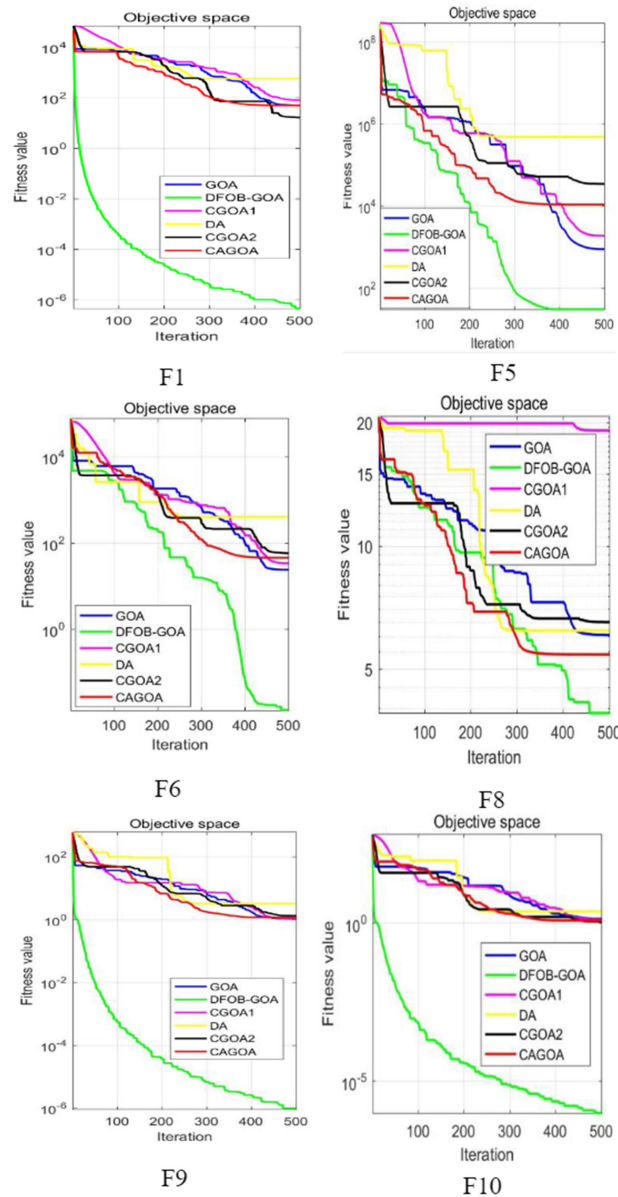 Objective space
Fitness value
10^4
10^2
10^0
10^-2
10^-4
10^-6
GOA
DFOB-GOA
CGOA1
DA
CGOA2
CAGOA
100 200 300 400 500
Iteration
F1
Objective space
Fitness value
10^8
10^6
10^4
10^2
GOA
DFOB-GOA
CGOA1
DA
CGOA2
CAGOA
100 200 300 400 500
Iteration
F5
Objective space
Fitness value
10^4
10^2
10^0
GOA
DFOB-GOA
CGOA1
DA
CGOA2
CAGOA
100 200 300 400 500
Iteration
F6
Objective space
Fitness value
20
15
10
5
GOA
DFOB-GOA
CGOA1
DA
CGOA2
CAGOA
100 200 300 400 500
Iteration
F8
Objective space
Fitness value
10^2
10^0
10^-2
10^-4
10^-6
GOA
DFOB-GOA
CGOA1
DA
CGOA2
CAGOA
100 200 300 400 500
Iteration
F9
Objective space
Fitness value
10^0
10^-5
GOA
DFOB-GOA
CGOA1
DA
CGOA2
CAGOA
100 200 300 400 500
Iteration
F10